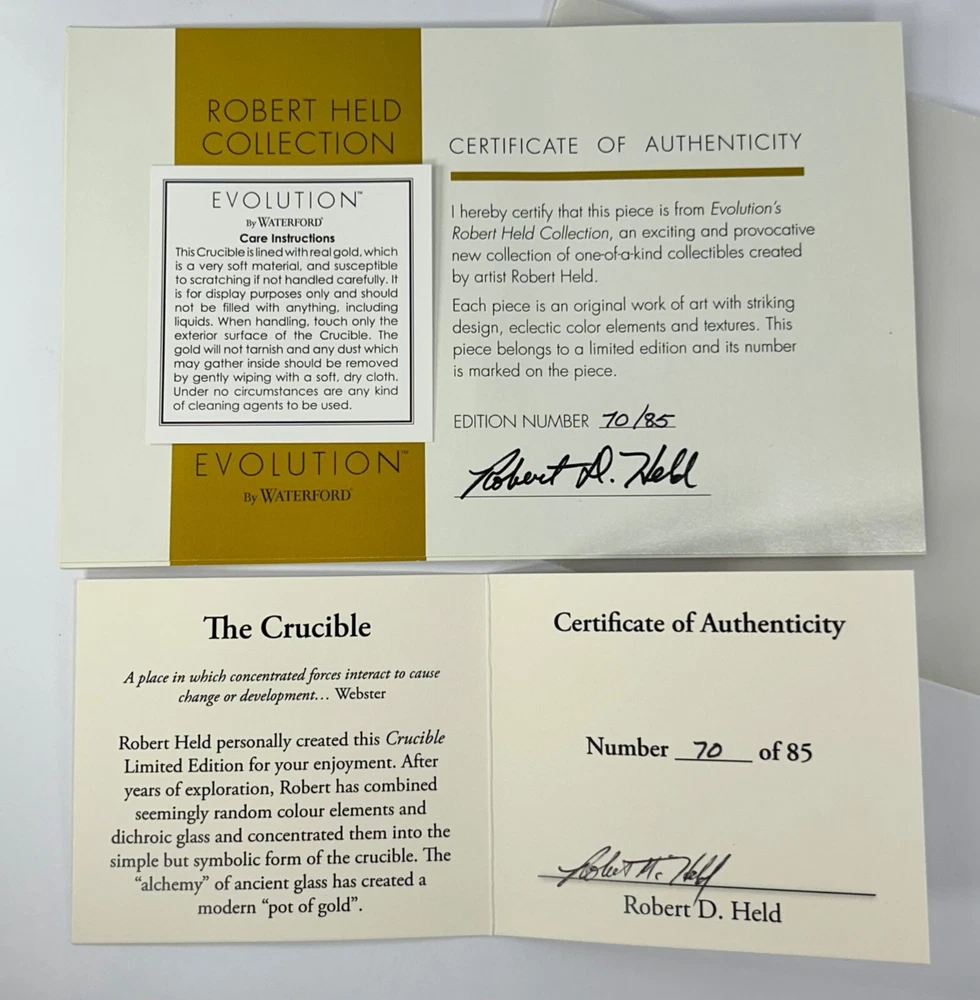 ROBERT HELD
COLLECTION
EVOLUTION™
By WATERFORD®
Care Instructions
This Crucible is lined with real gold, which
is a very soft material, and susceptible
to scratching if not handled carefully. It
is for display purposes only and should
not be filled with anything, including
liquids. When handling, touch only the
exterior surface of the Crucible. The
gold will not tarnish and any dust which
may gather inside should be removed
by gently wiping with a soft, dry cloth.
Under no circumstances are any kind
of cleaning agents to be used.
EVOLUTION™
By WATERFORD®
CERTIFICATE OF AUTHENTICITY
I hereby certify that this piece is from Evolution's
Robert Held Collection, an exciting and provocative
new collection of one-of-a-kind collectibles created
by artist Robert Held.
Each piece is an original work of art with striking
design, eclectic color elements and textures. This
piece belongs to a limited edition and its number
is marked on the piece.
EDITION NUMBER 70/85
Robert D. Held
The Crucible
A place in which concentrated forces interact to cause
change or development... Webster
Robert Held personally created this Crucible
Limited Edition for your enjoyment. After
years of exploration, Robert has combined
seemingly random colour elements and
dichroic glass and concentrated them into the
simple but symbolic form of the crucible. The
"alchemy" of ancient glass has created a
modern "pot of gold".
Certificate of Authenticity
Number 70 of 85
Robert D. Held